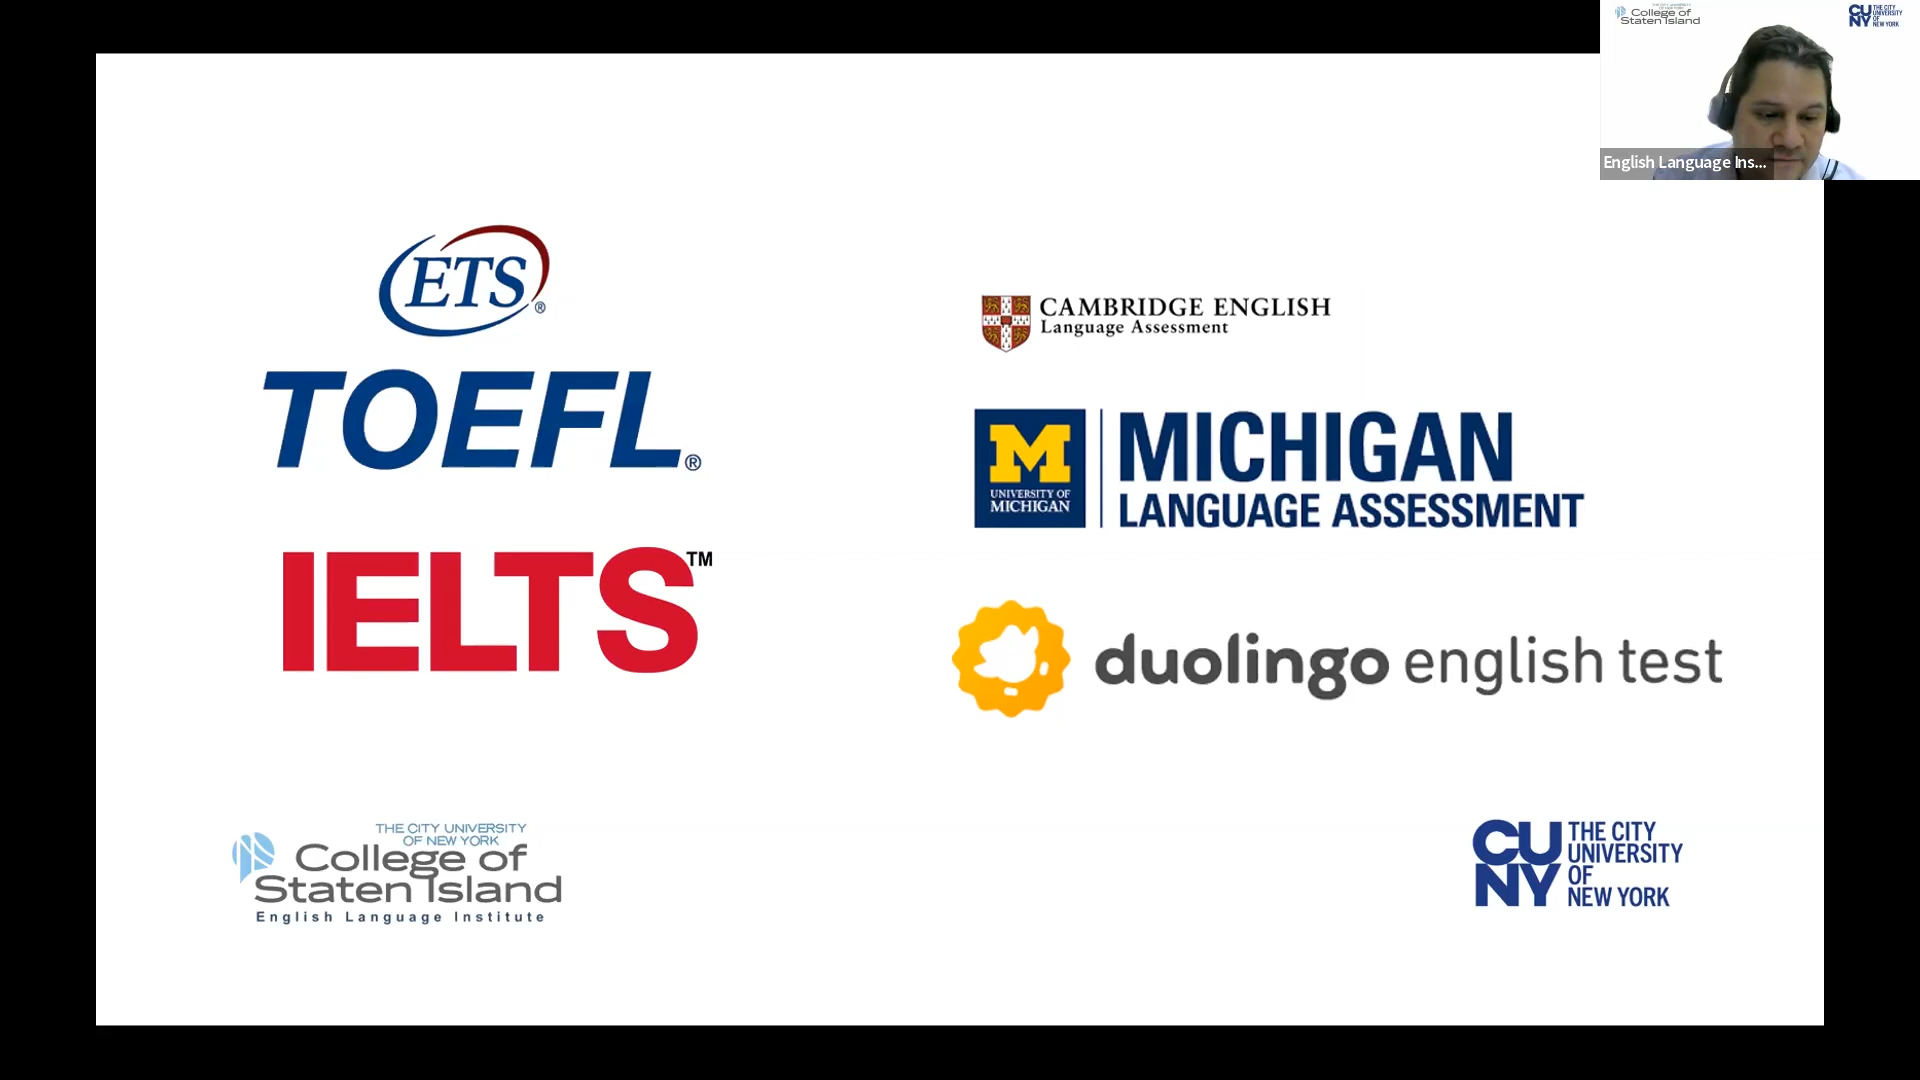 THE CITY UNIVERSITY
OF NEW YORK
College of
Staten Island
CU THE CITY
UNIVERSITY
NY OF
NEW YORK
English Language Ins...
ETS®
TOEFL®
IELTS™
CAMBRIDGE ENGLISH
Language Assessment
M
UNIVERSITY OF
MICHIGAN
MICHIGAN
LANGUAGE ASSESSMENT
duolingo english test
THE CITY UNIVERSITY
OF NEW YORK
College of
Staten Island
English Language Institute
CU THE CITY
UNIVERSITY
NY OF
NEW YORK